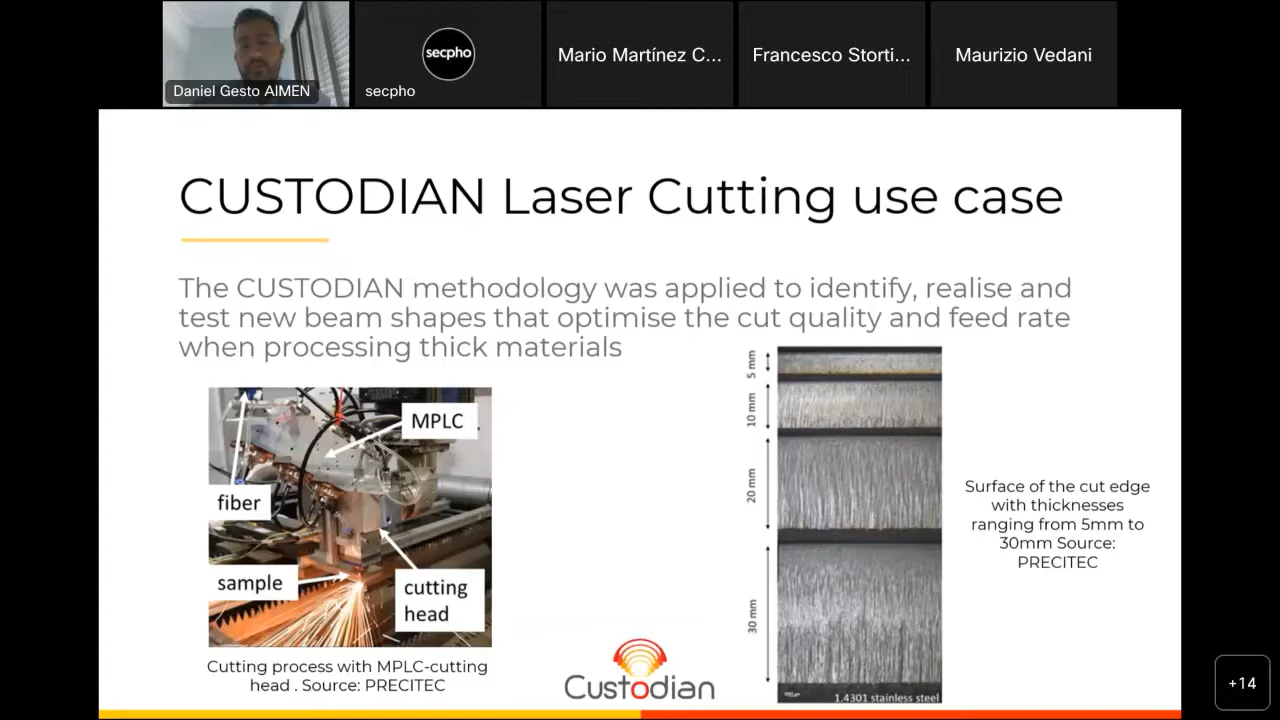 Daniel Gesto AIMEN
secpho
secpho
Mario Martínez C...
Francesco Storti...
Maurizio Vedani
CUSTODIAN Laser Cutting use case
The CUSTODIAN methodology was applied to identify, realise and
test new beam shapes that optimise the cut quality and feed rate
when processing thick materials
MPLC
fiber
sample
cutting
head
Cutting process with MPLC-cutting
head . Source: PRECITEC
5 mm
10 mm
20 mm
30 mm
1.4301 stainless steel
Surface of the cut edge
with thicknesses
ranging from 5mm to
30mm Source:
PRECITEC
Custodian
+14